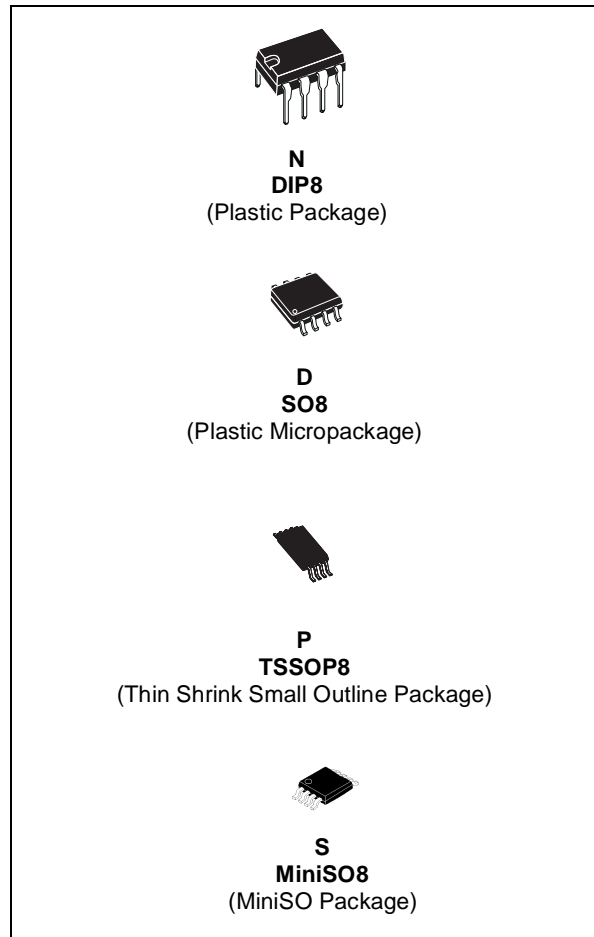 N
DIP8
(Plastic Package)
D
SO8
(Plastic Micropackage)
P
TSSOP8
(Thin Shrink Small Outline Package)
S
MiniSO8
(MiniSO Package)